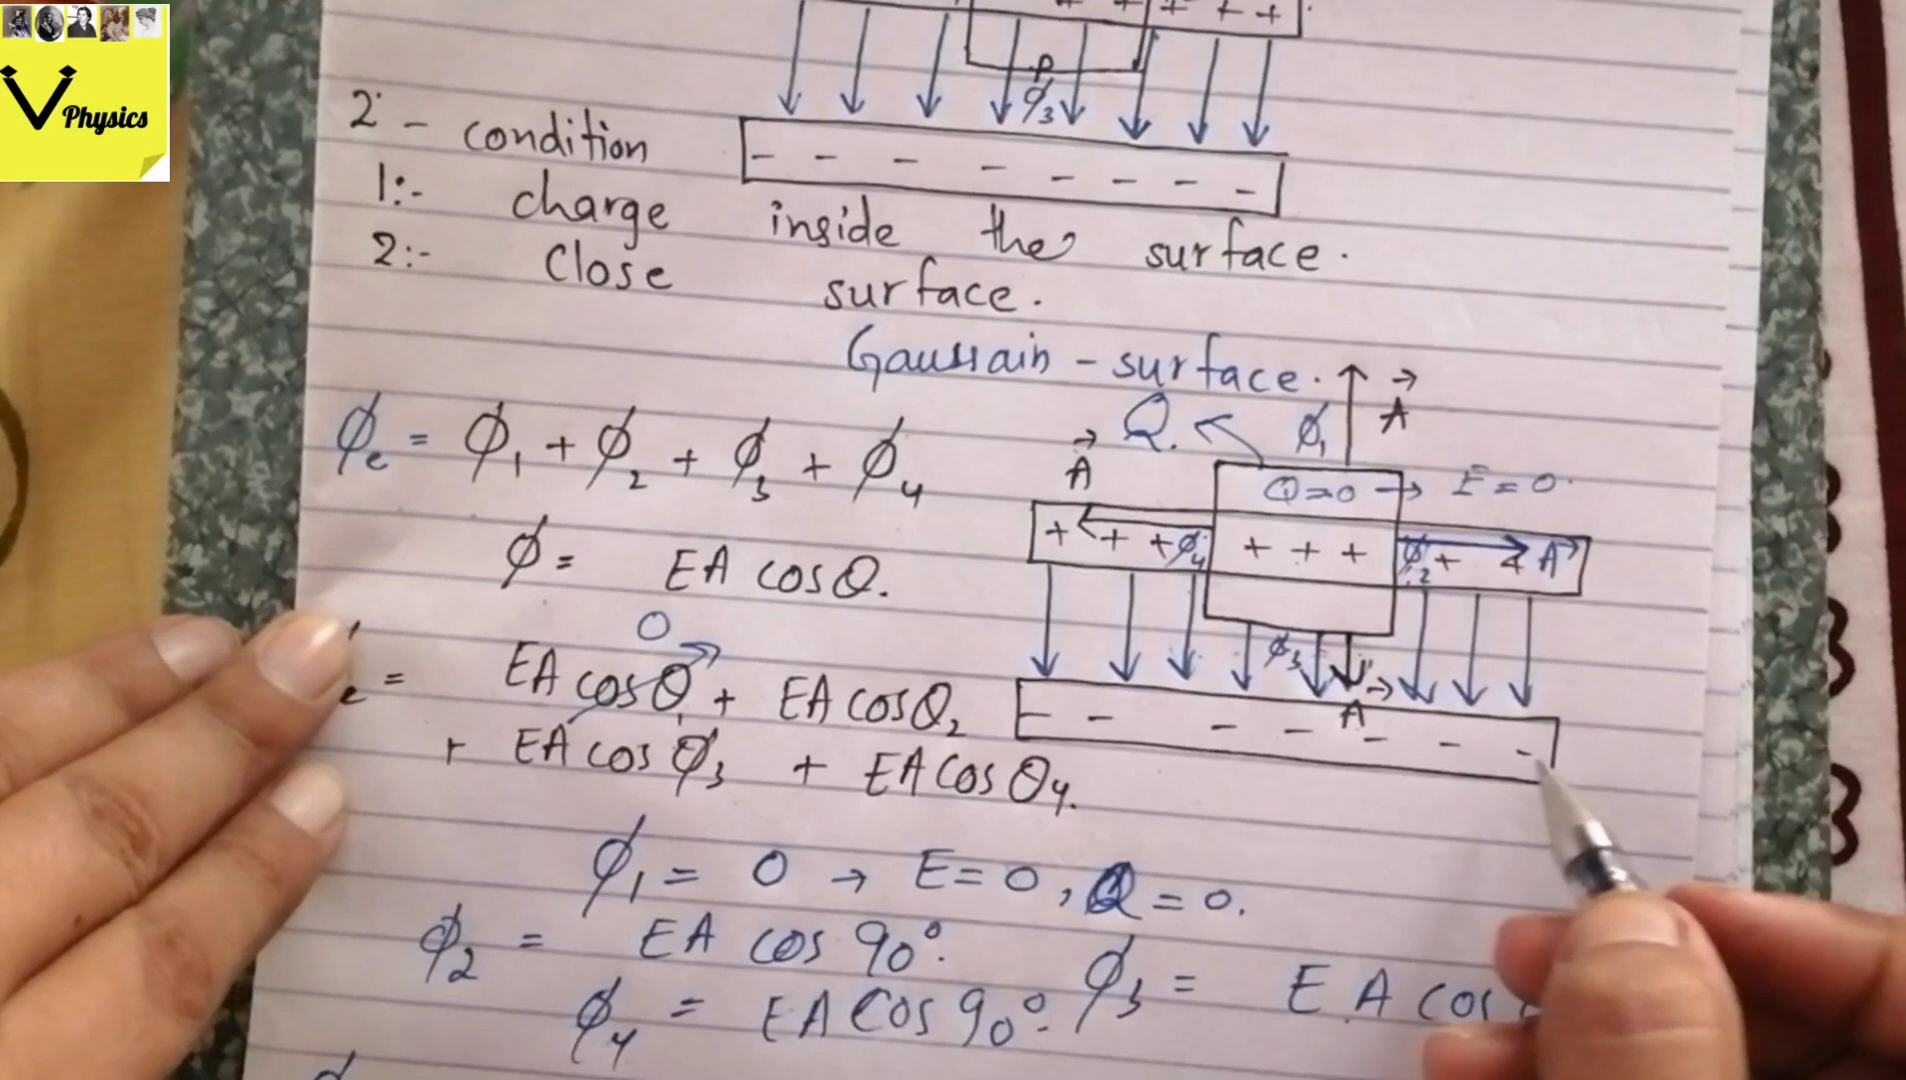 V Physics
+ + + + +
P
φ3
- - - - - - - -
2 - condition
1:- charge inside the surface.
2:- Close surface.
Gaussain - surface.
φe = φ1 + φ2 + φ3 + φ4
Q. φ1 A⃗
A⃗
Q=0 → E=0
+ + + φ4 + + + φ2 + + A⃗
φ3
A⃗
- - - - - - -
φ = EA cosθ.
0
e = EA cosθ1 + EA cosθ2
+ EA cos φ3 + EA cos θ4.
φ1 = 0 → E=0, Q=0.
φ2 = EA cos 90°.
φ3 = E.A cos
φ4 = EA Cos 90°.